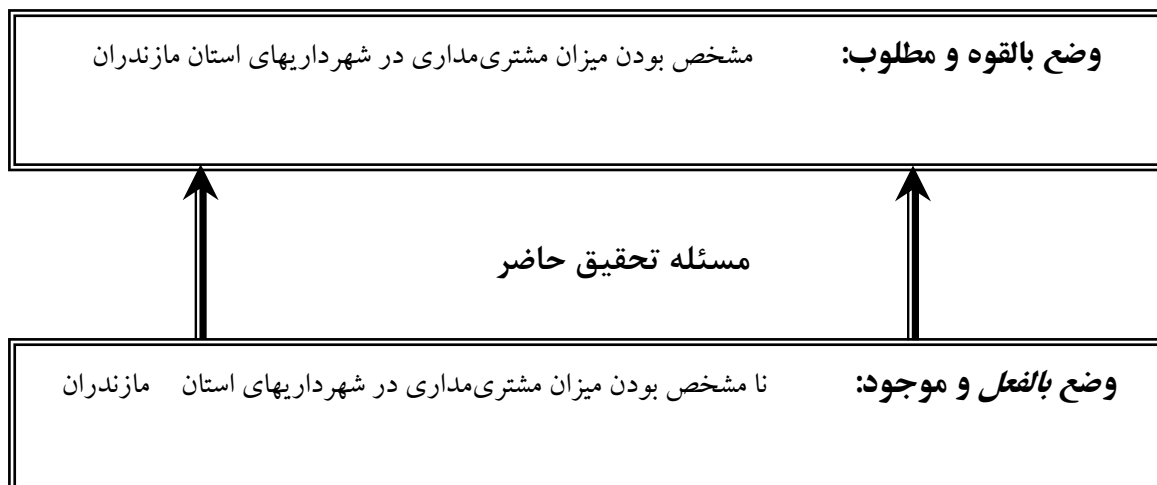 وضع بالقوه و مطلوب: مشخص بودن میزان مشتری‌مداری در شهرداریهای استان مازندران
مسئله تحقیق حاضر
وضع بالفعل و موجود: نا مشخص بودن میزان مشتری‌مداری در شهرداریهای استان مازندران